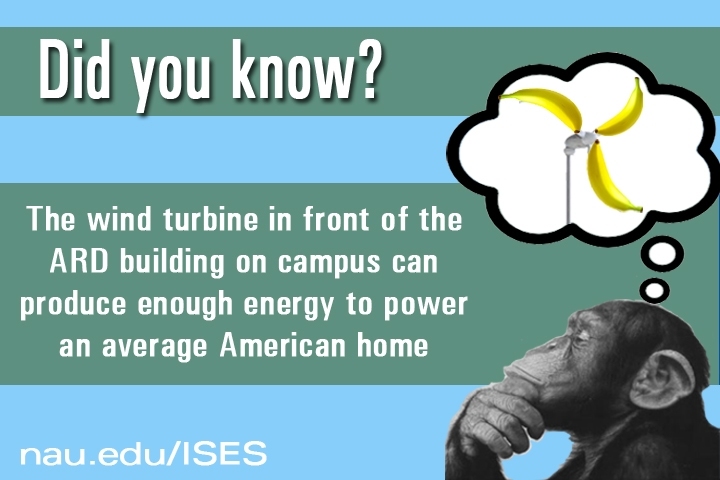 Did you know?
The wind turbine in front of the
ARD building on campus can
produce enough energy to power
an average American home
nau.edu/ISES